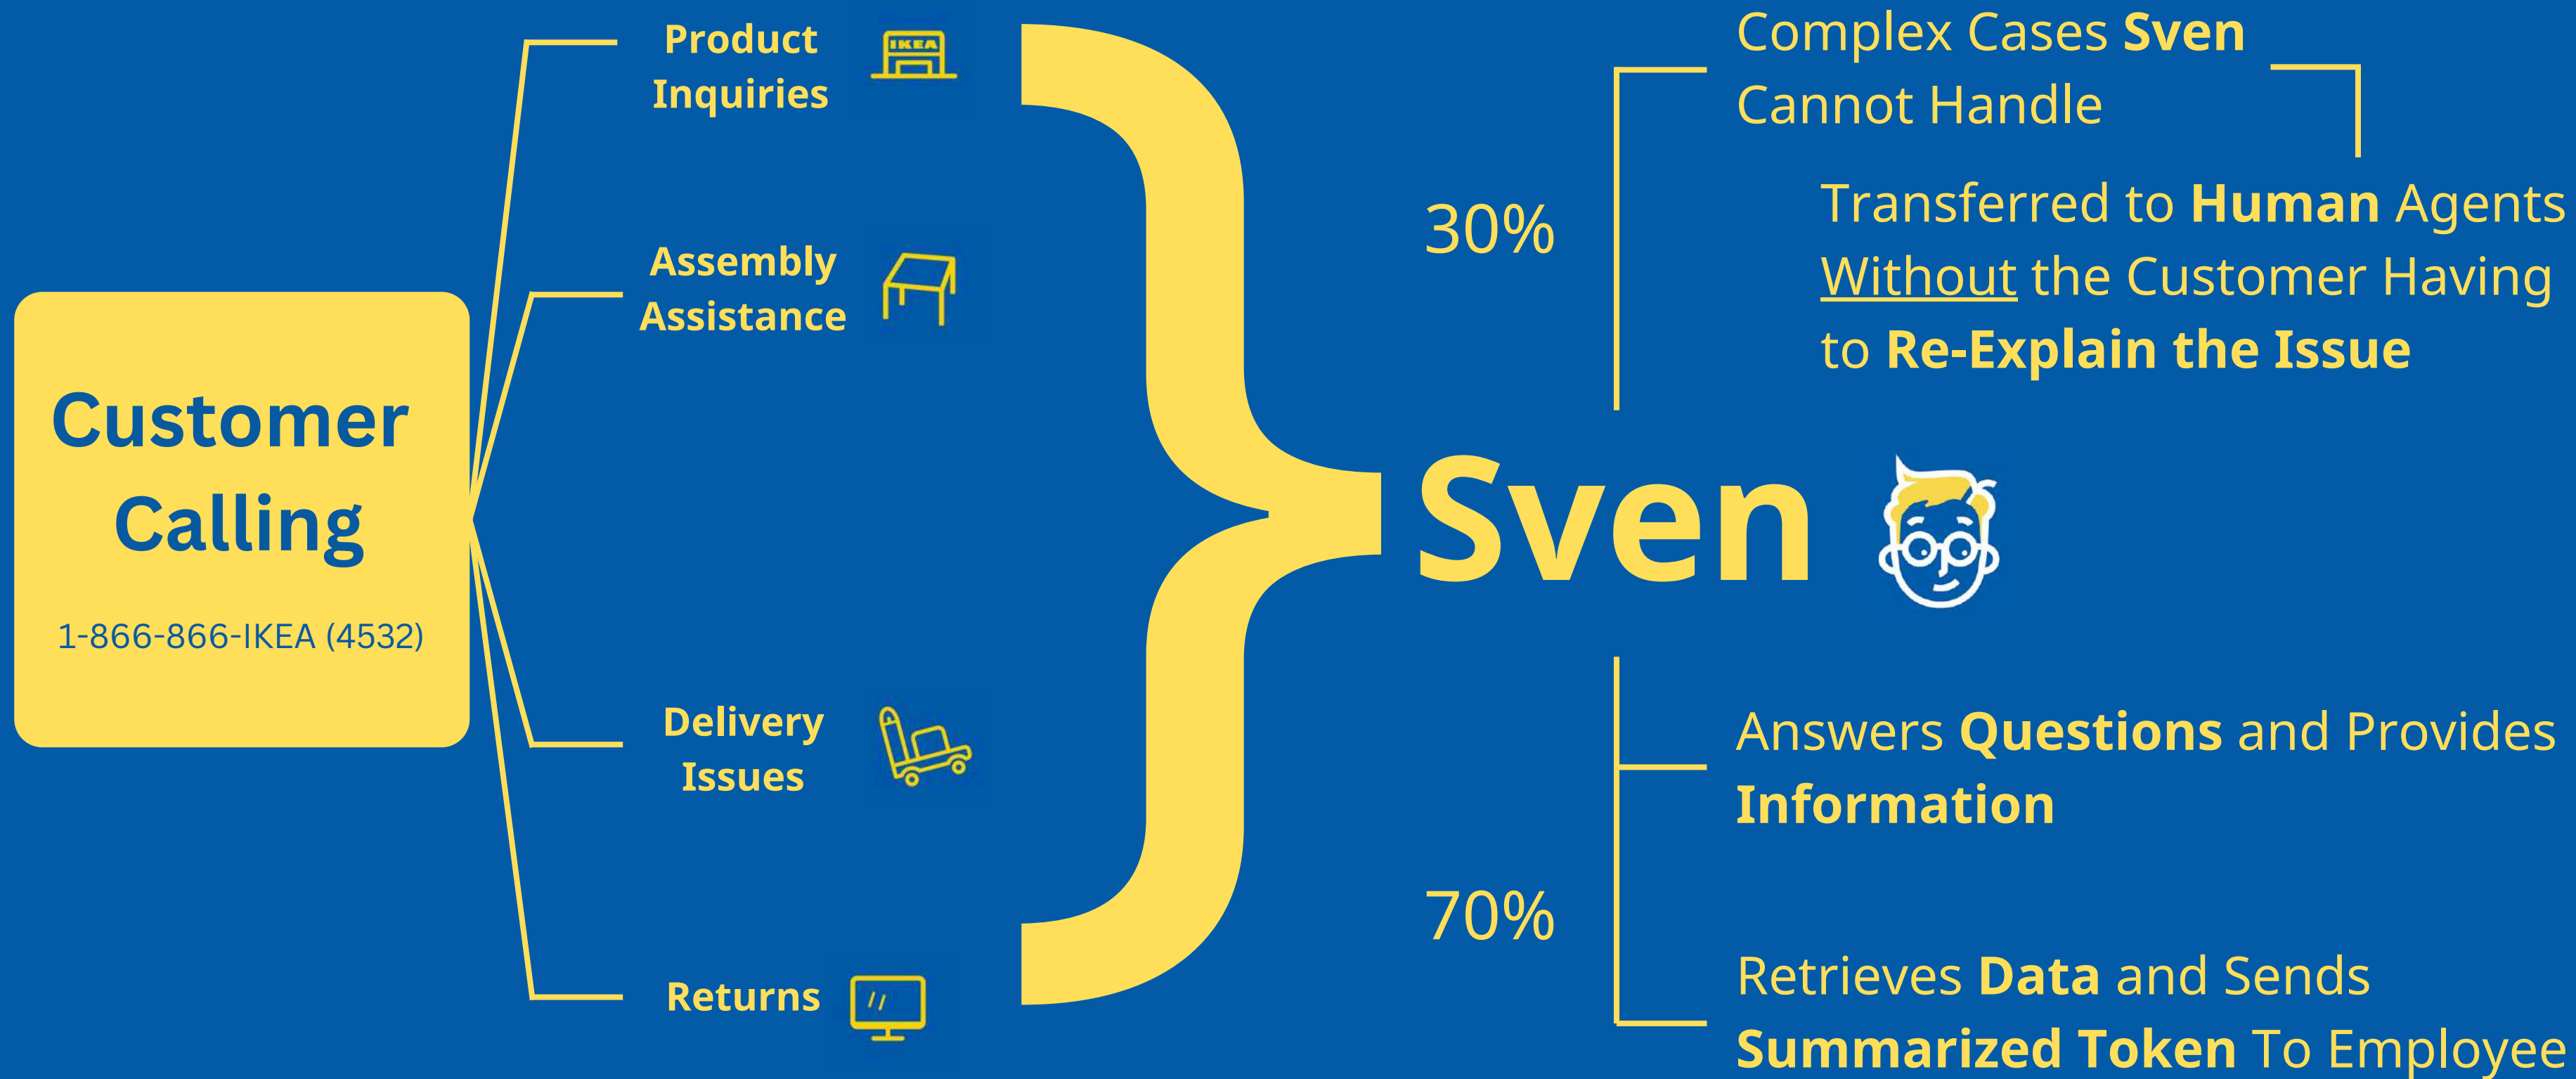 Customer
Calling
1-866-866-IKEA (4532)
Product
Inquiries
IKEA
Assembly
Assistance
Delivery
Issues
Returns
Sven
30%
Complex Cases Sven
Cannot Handle
Transferred to Human Agents
Without the Customer Having
to Re-Explain the Issue
70%
Answers Questions and Provides
Information
Retrieves Data and Sends
Summarized Token To Employee